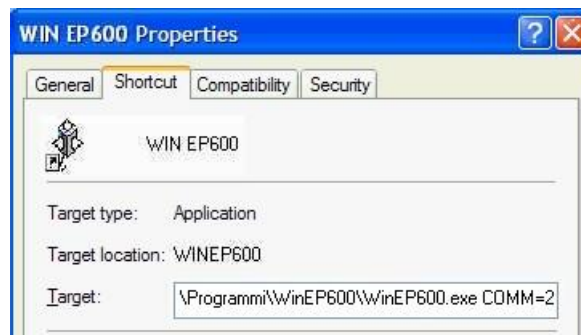 WIN EP600 Properties
General Shortcut Compatibility Security
WIN EP600
Target type: Application
Target location: WINEP600
Target: \Programmi\WinEP600\WinEP600.exe COMM=2